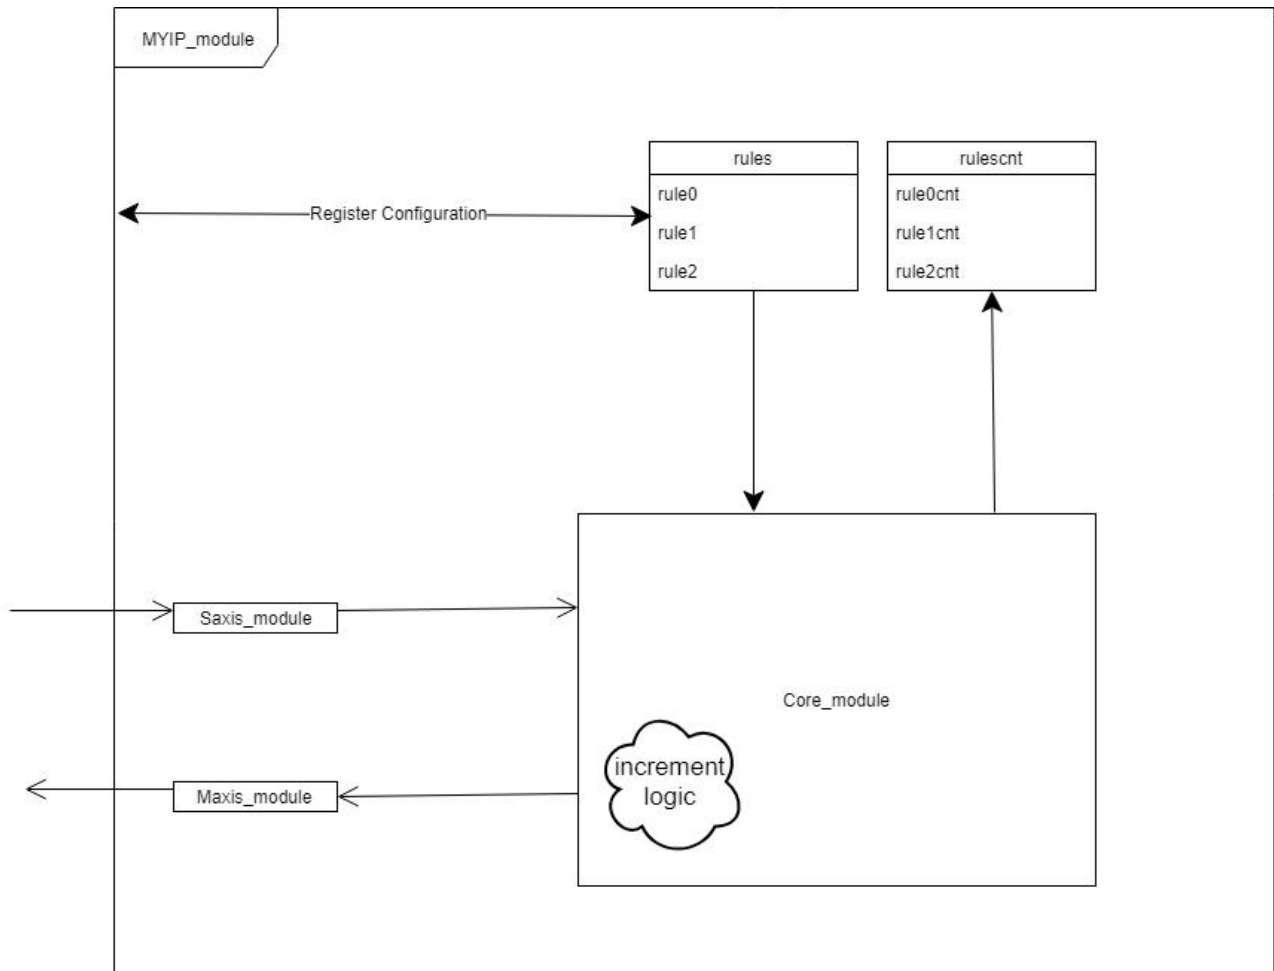 MYIP_module
rules
rule0
rule1
rule2
rulescnt
rule0cnt
rule1cnt
rule2cnt
Register Configuration
Saxis_module
Core_module
increment
logic
Maxis_module